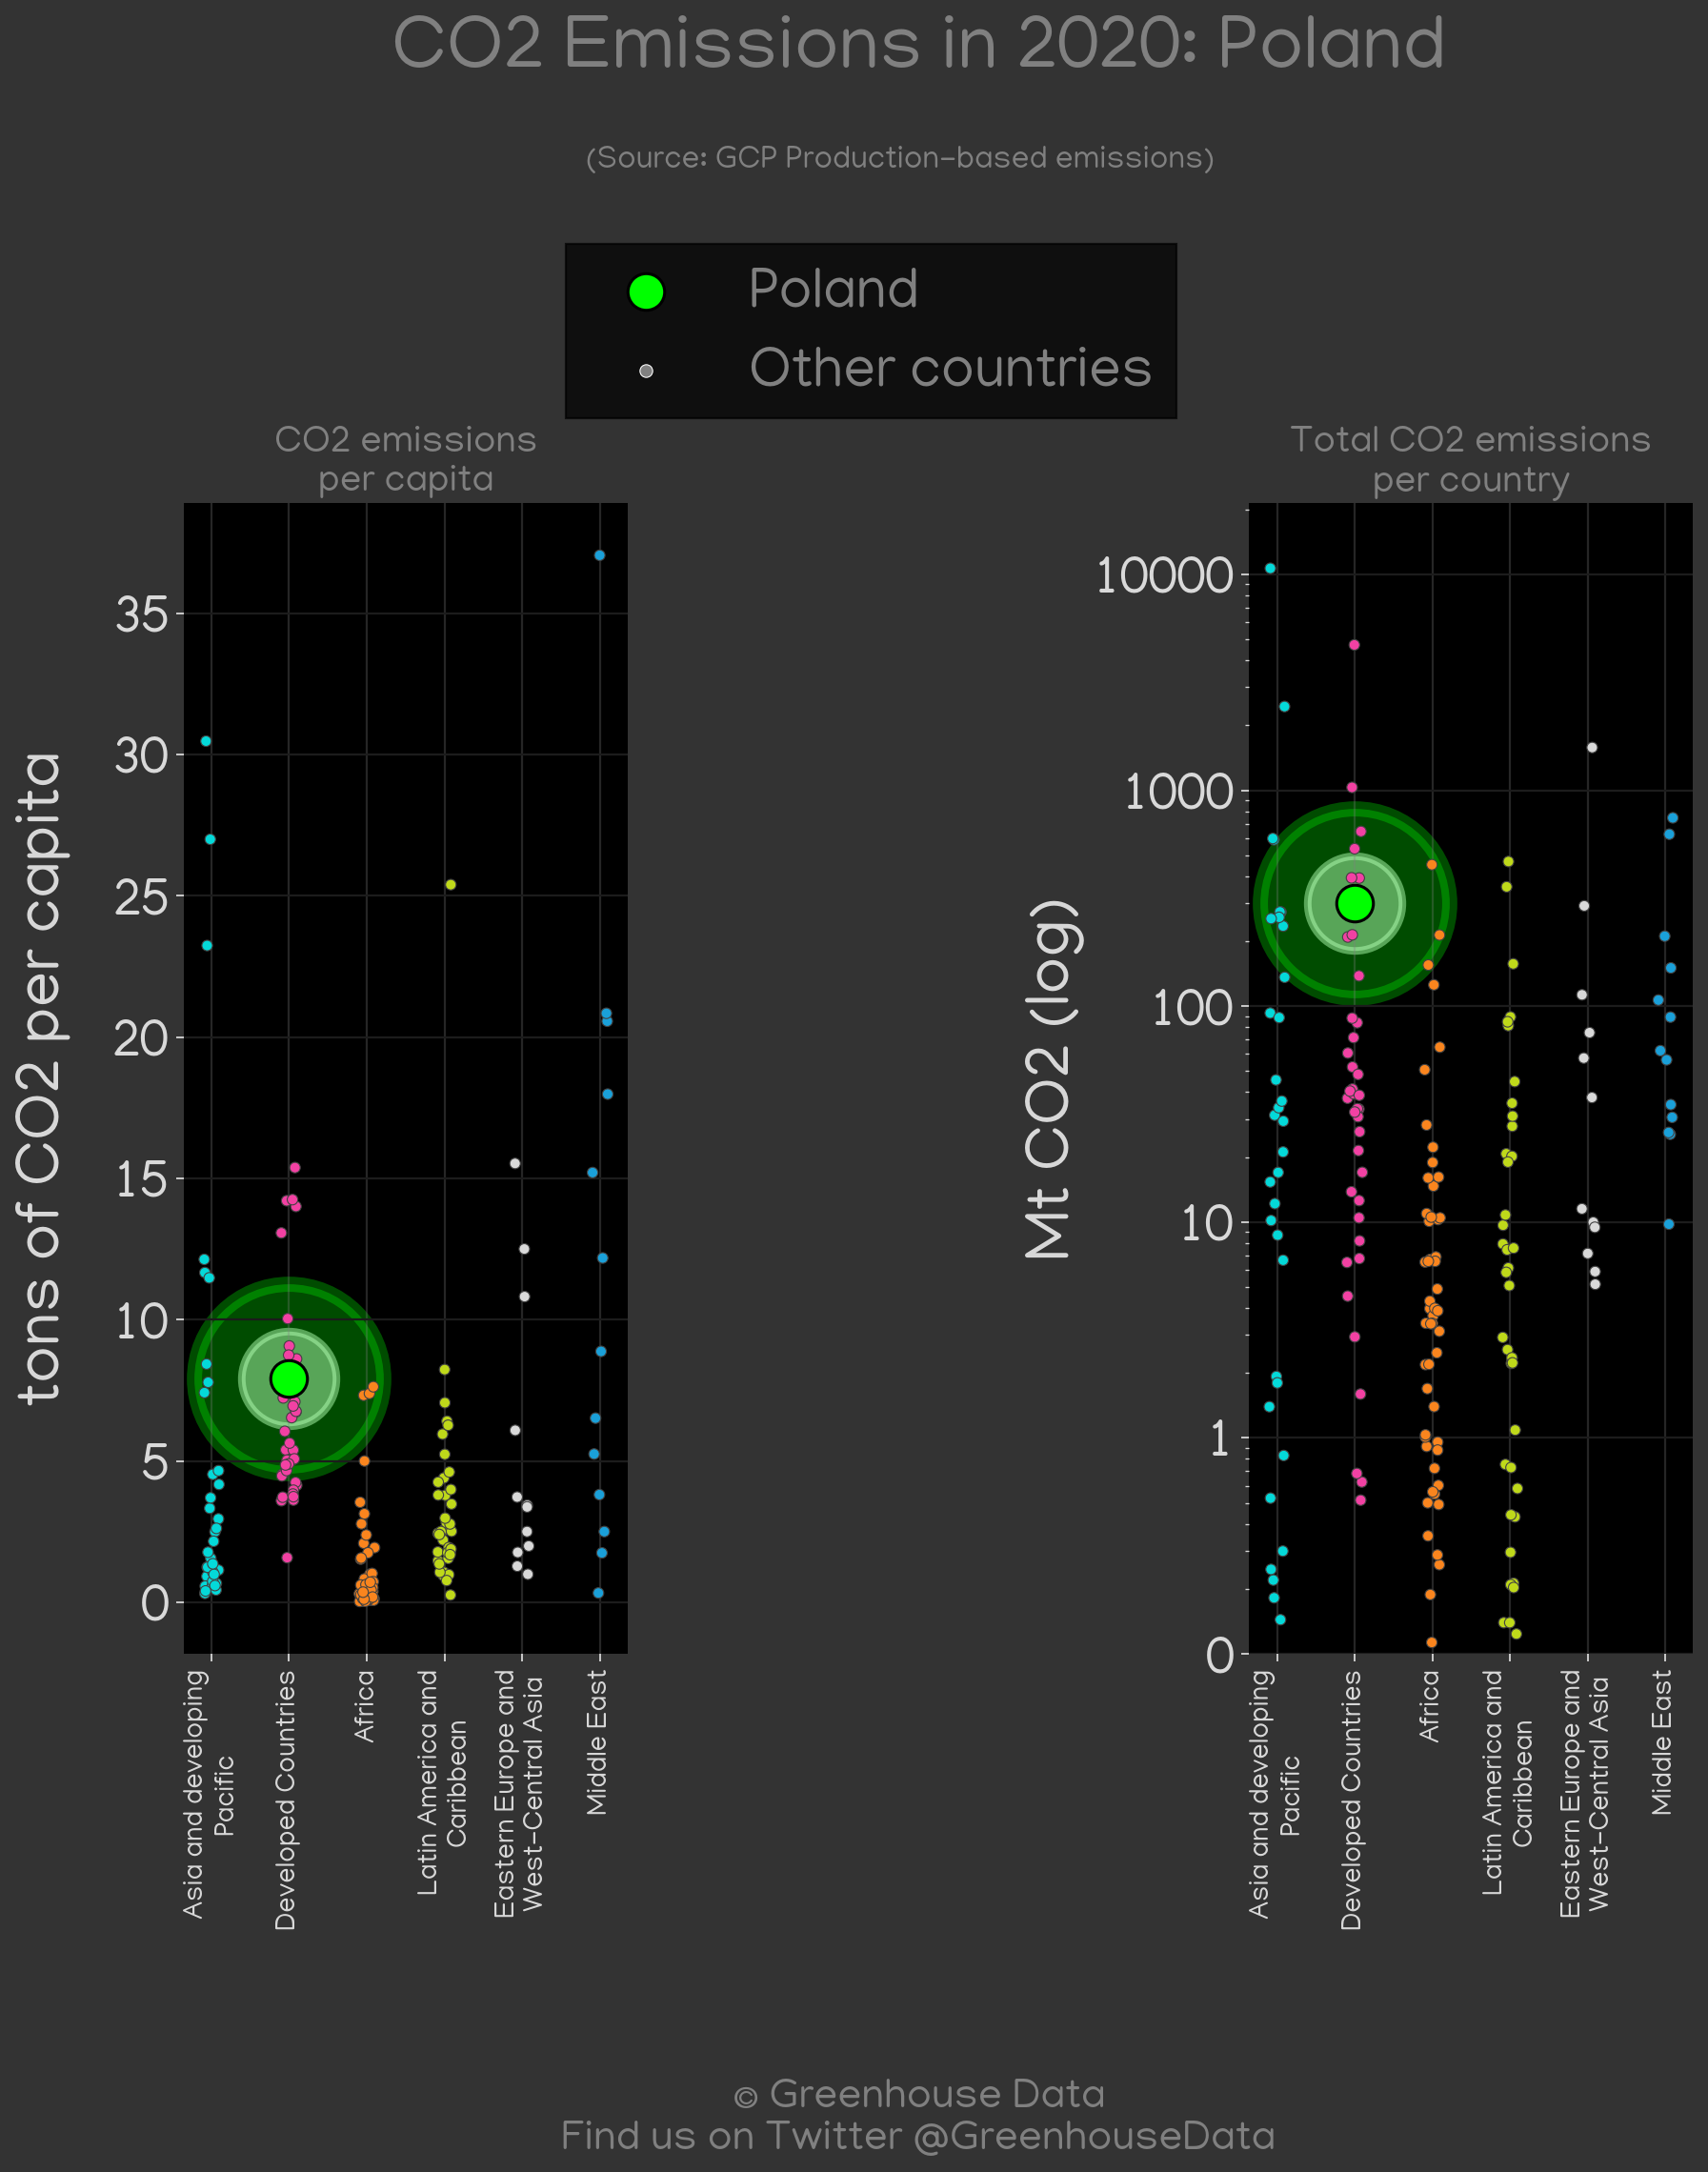 CO2 Emissions in 2020: Poland
(Source: GCP Production-based emissions)
Poland
Other countries
CO2 emissions
per capita
tons of CO2 per capita
35
30
25
20
15
10
5
0
Asia and developing
Pacific
Developed Countries
Africa
Latin America and
Caribbean
Eastern Europe and
West-Central Asia
Middle East
Total CO2 emissions
per country
Mt CO2 (log)
10000
1000
100
10
1
0
Asia and developing
Pacific
Developed Countries
Africa
Latin America and
Caribbean
Eastern Europe and
West-Central Asia
Middle East
© Greenhouse Data
Find us on Twitter @GreenhouseData